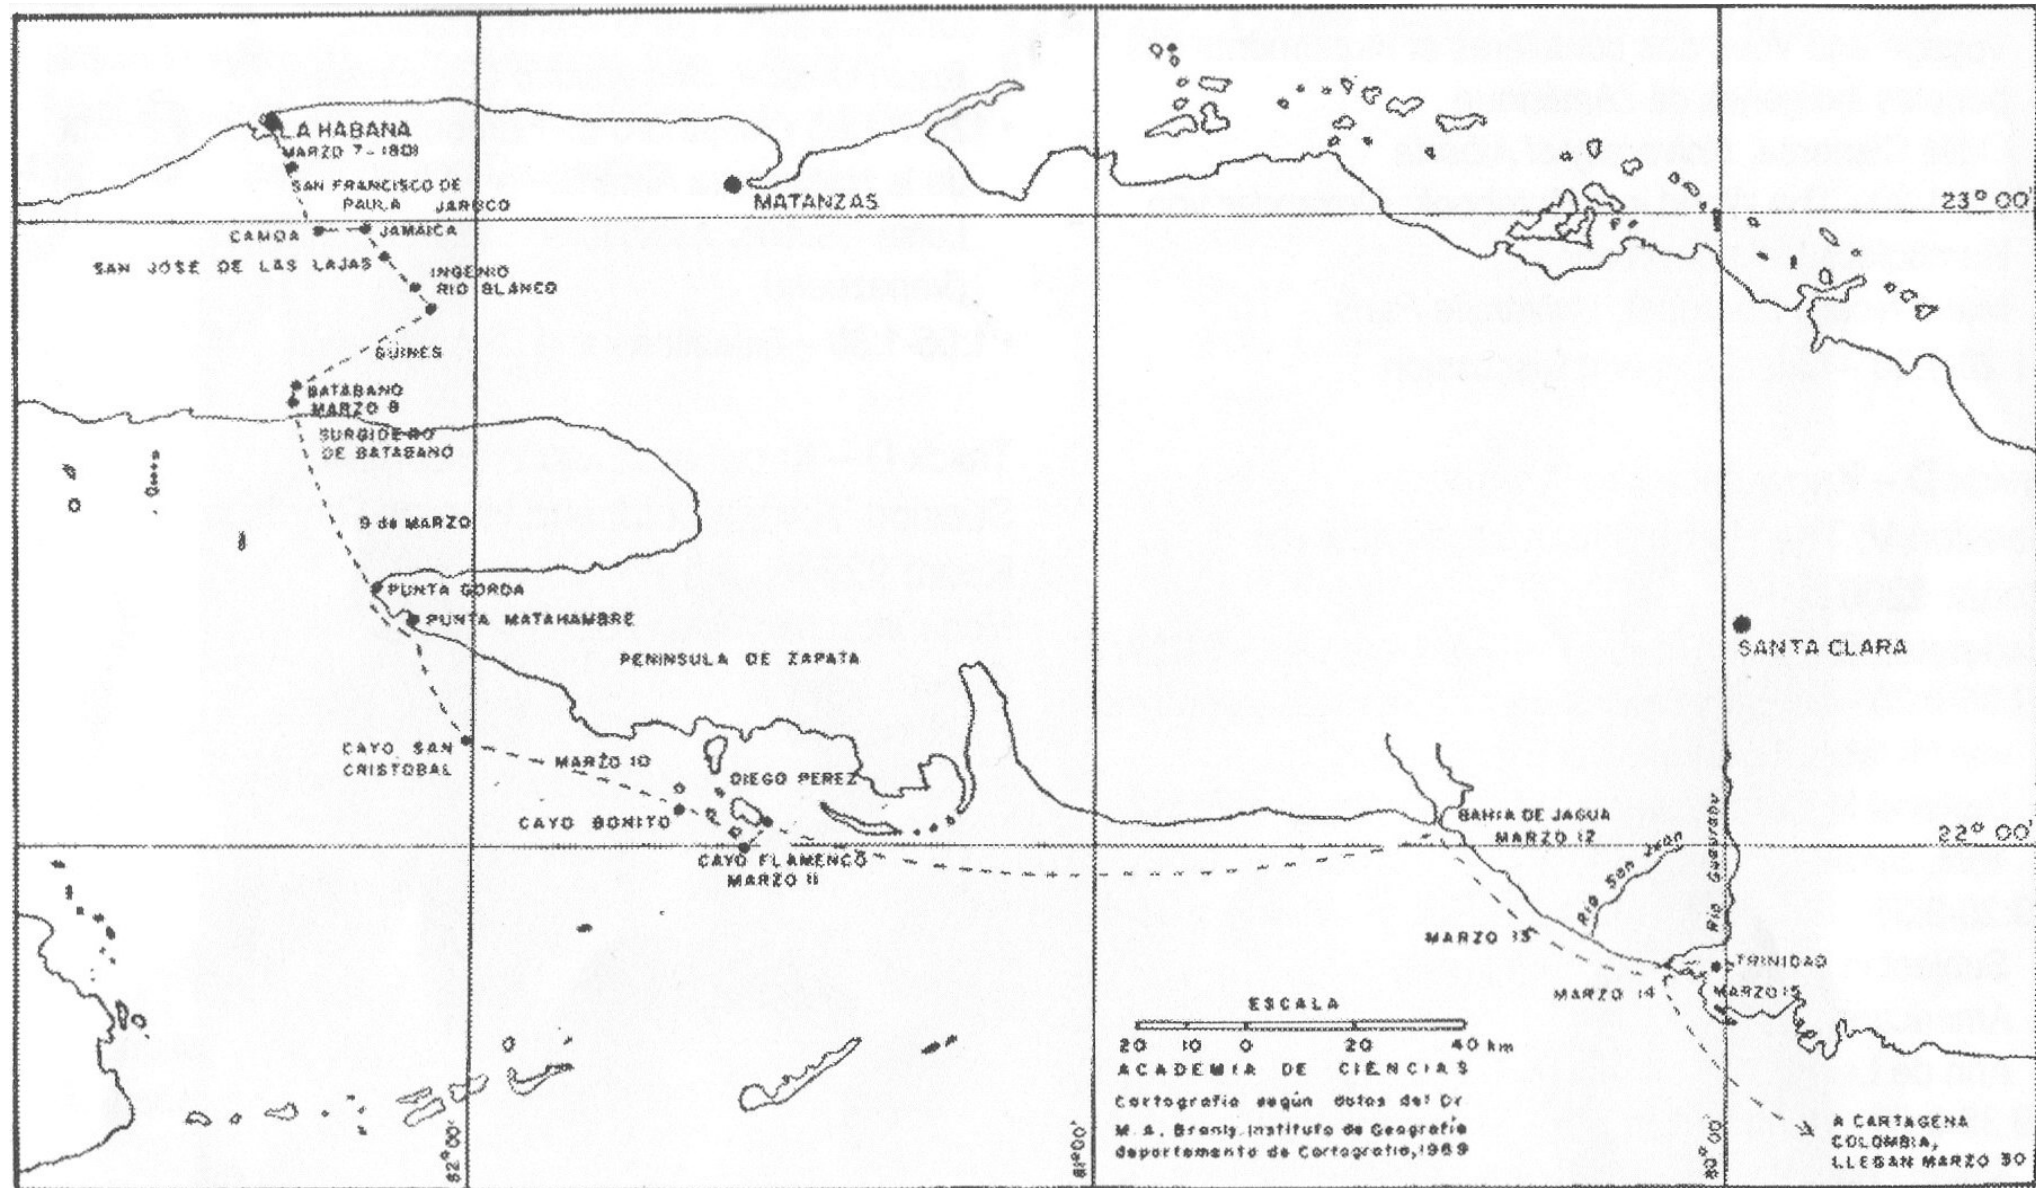 LA HABANA
MARZO 7-1801
SAN FRANCISCO DE
PAULA JARUCO
MATANZAS
23° 00'
CAMOA
JAMAICA
SAN JOSE DE LAS LAJAS
INGENIO
RIO BLANCO
GUINES
BATABANO
MARZO 8
SURGIDERO
DE BATABANO
9 de MARZO
PUNTA GORDA
PUNTA MATAHAMBRE
PENINSULA DE ZAPATA
SANTA CLARA
CAYO SAN
CRISTOBAL
MARZO 10
DIEGO PEREZ
CAYO BONITO
CAYO FLAMENCO
MARZO 11
BAHIA DE JAGUA
MARZO 12
22° 00'
Rio San Juan
Rio Guaurabo
MARZO 13
MARZO 14
TRINIDAD
MARZO 15
ESCALA
20 10 0 20 40 km
ACADEMIA DE CIENCIAS
Cartografia según datos del Dr
M. A. Branly. Instituto de Geografia
departamento de Cartografia, 1969
82° 00'
81° 00'
80° 00'
A CARTAGENA
COLOMBIA,
LLEGAN MARZO 30